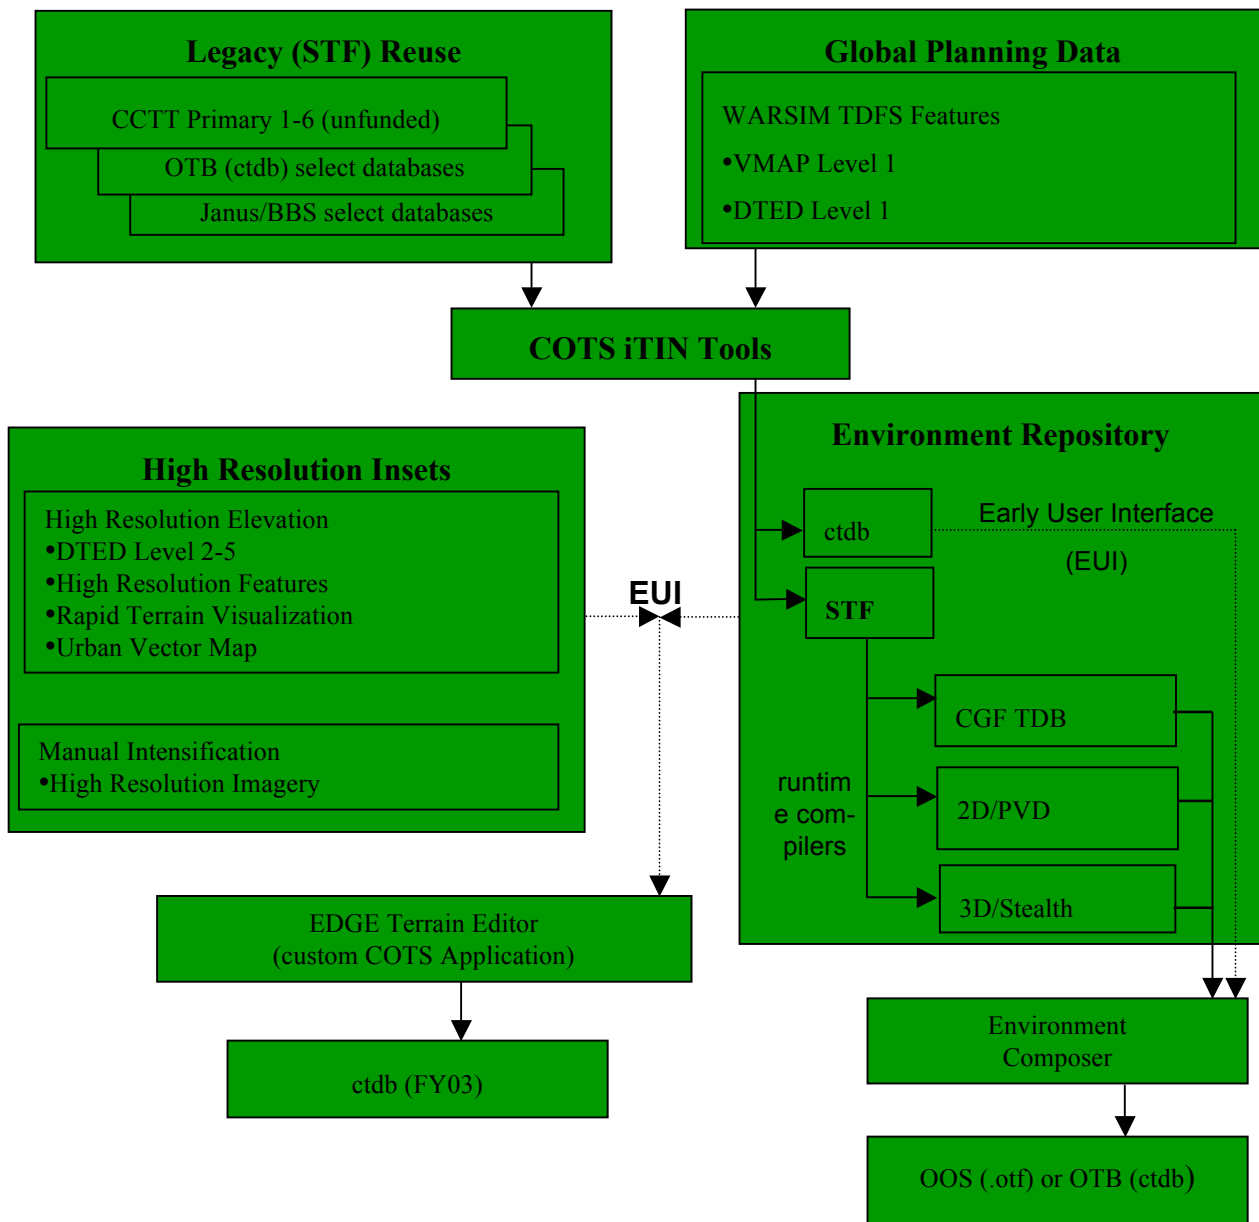 Legacy (STF) Reuse
CCTT Primary 1-6 (unfunded)
OTB (ctdb) select databases
Janus/BBS select databases
Global Planning Data
WARSIM TDFS Features
•VMAP Level 1
•DTED Level 1
COTS iTIN Tools
High Resolution Insets
High Resolution Elevation
•DTED Level 2-5
•High Resolution Features
•Rapid Terrain Visualization
•Urban Vector Map
Manual Intensification
•High Resolution Imagery
EUI
Environment Repository
ctdb
Early User Interface
(EUI)
STF
CGF TDB
runtim
e com-
pilers
2D/PVD
3D/Stealth
EDGE Terrain Editor
(custom COTS Application)
ctdb (FY03)
Environment
Composer
OOS (.otf) or OTB (ctdb)